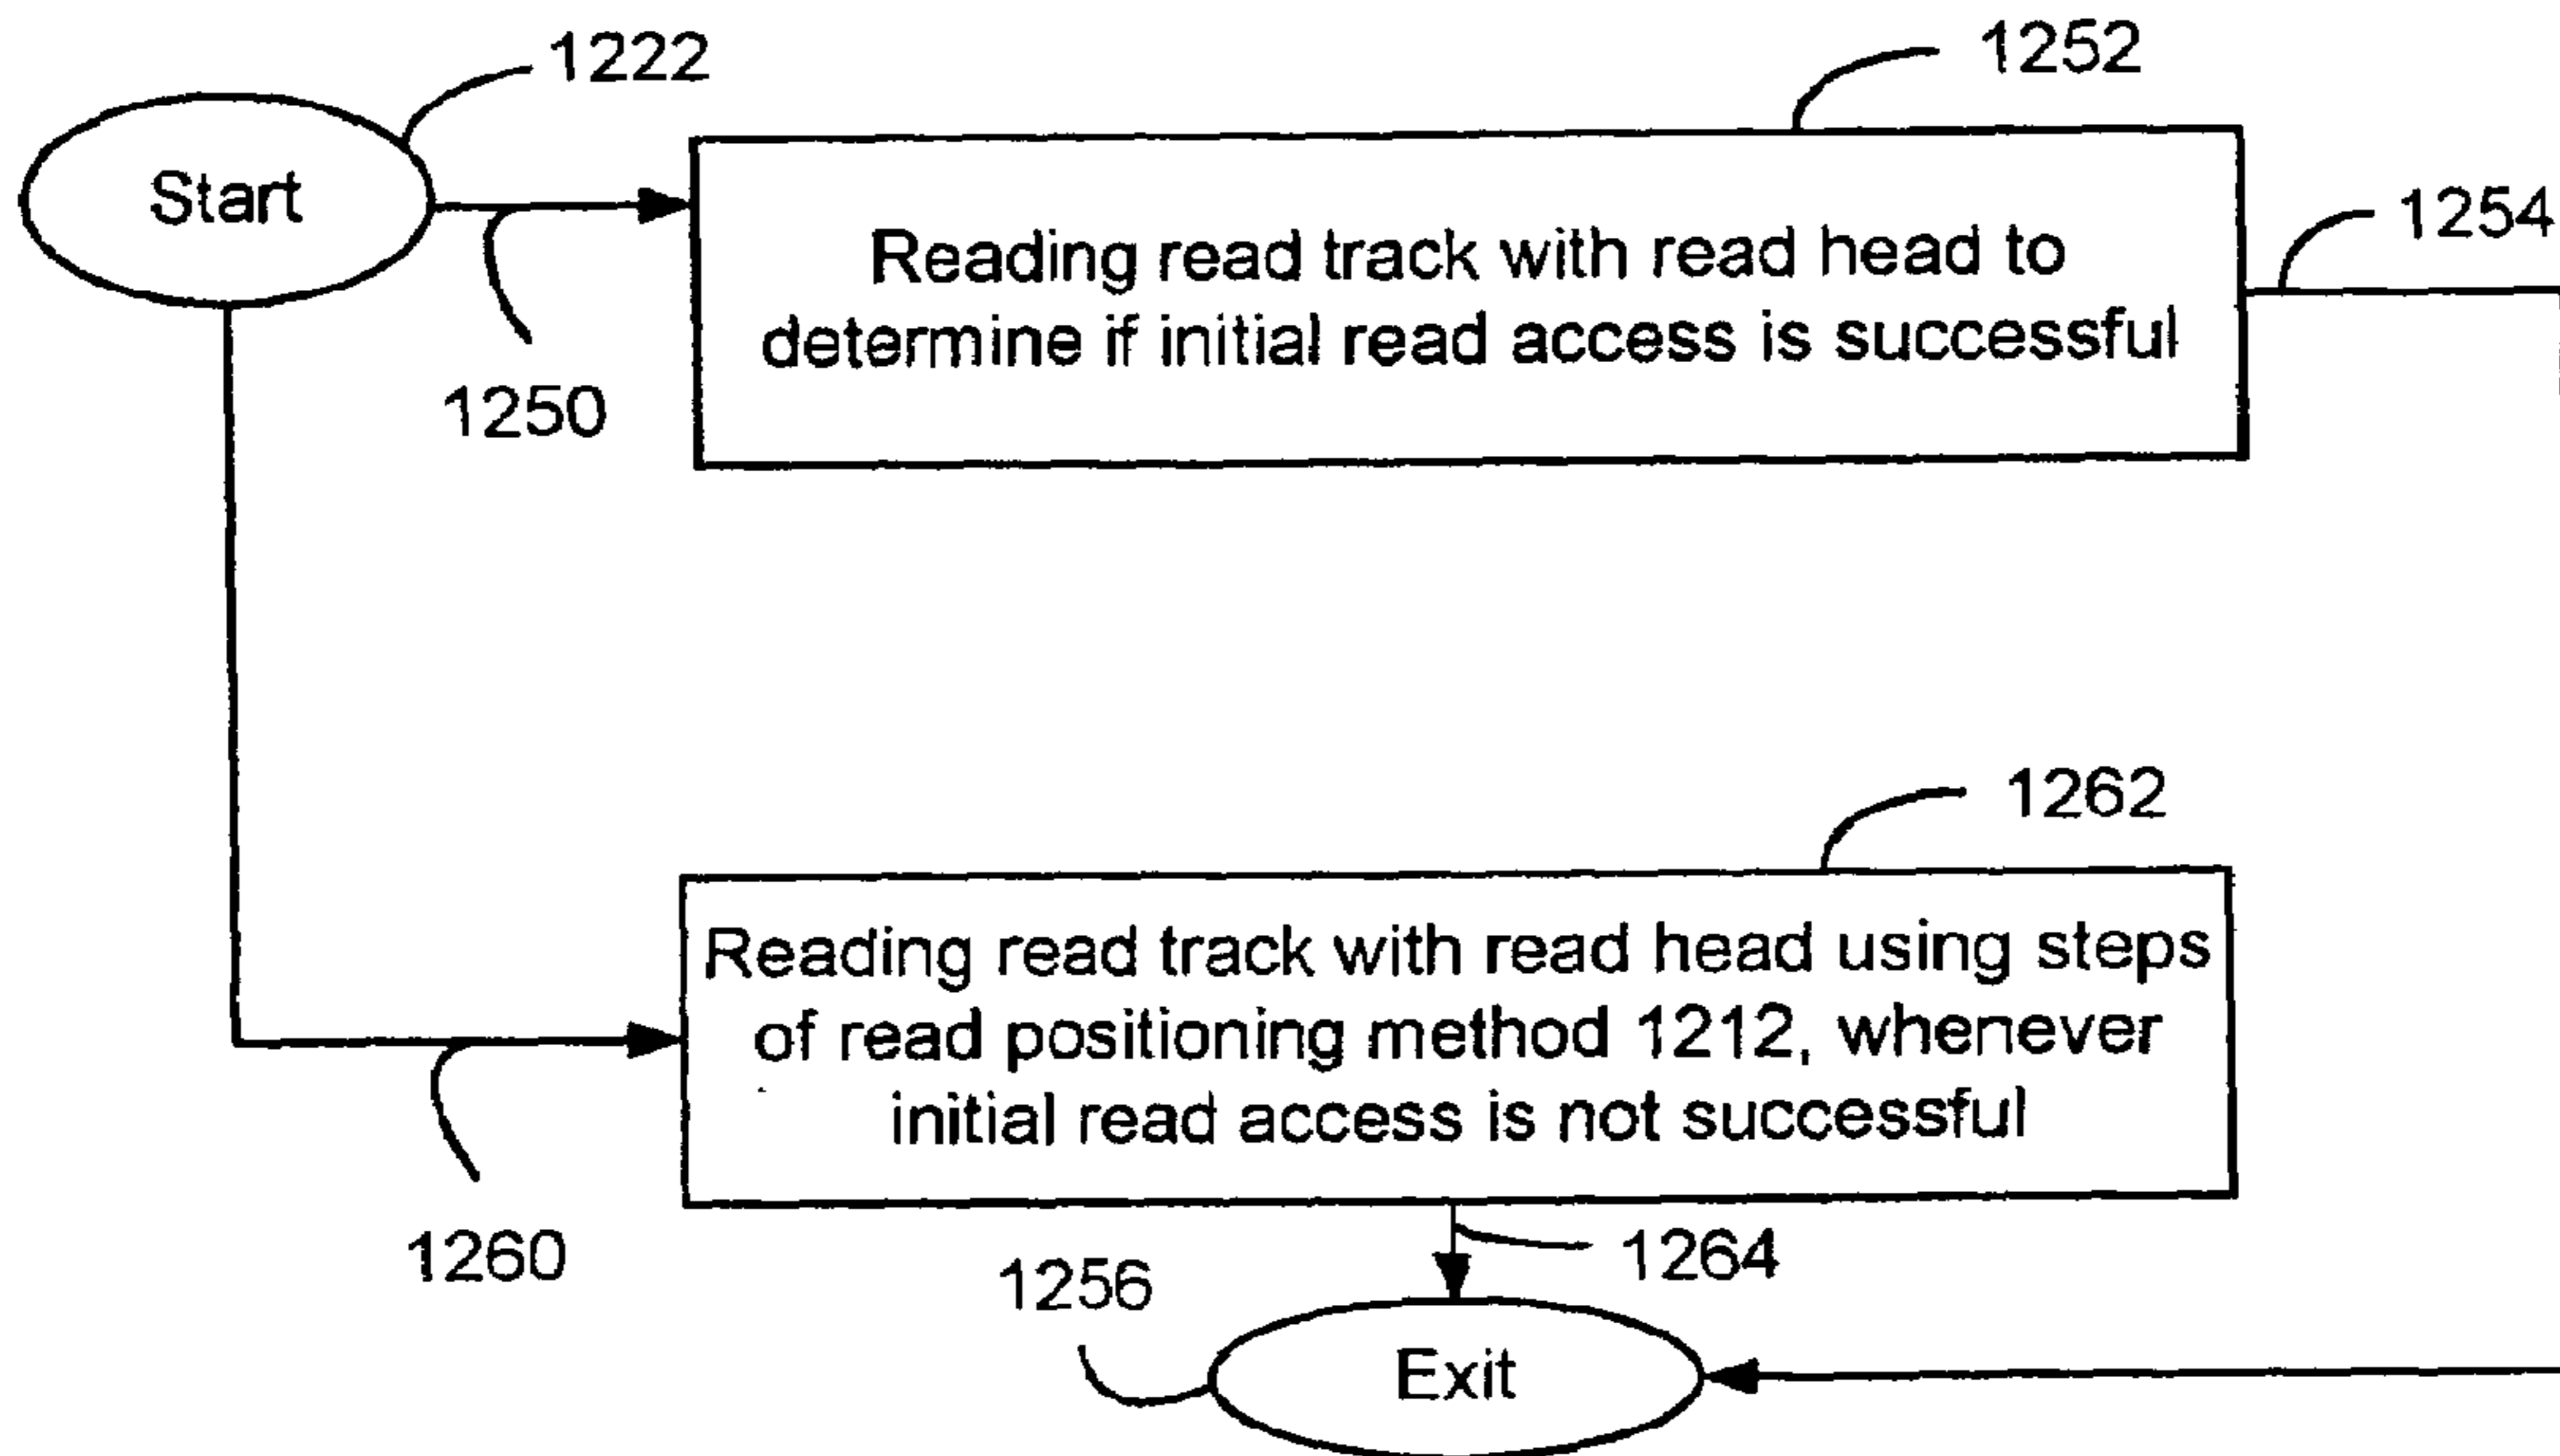 1222
1252
Start
1254
Reading read track with read head to
determine if initial read access is successful
1250
1262
Reading read track with read head using steps
of read positioning method 1212, whenever
initial read access is not successful
1260
1264
1256
Exit